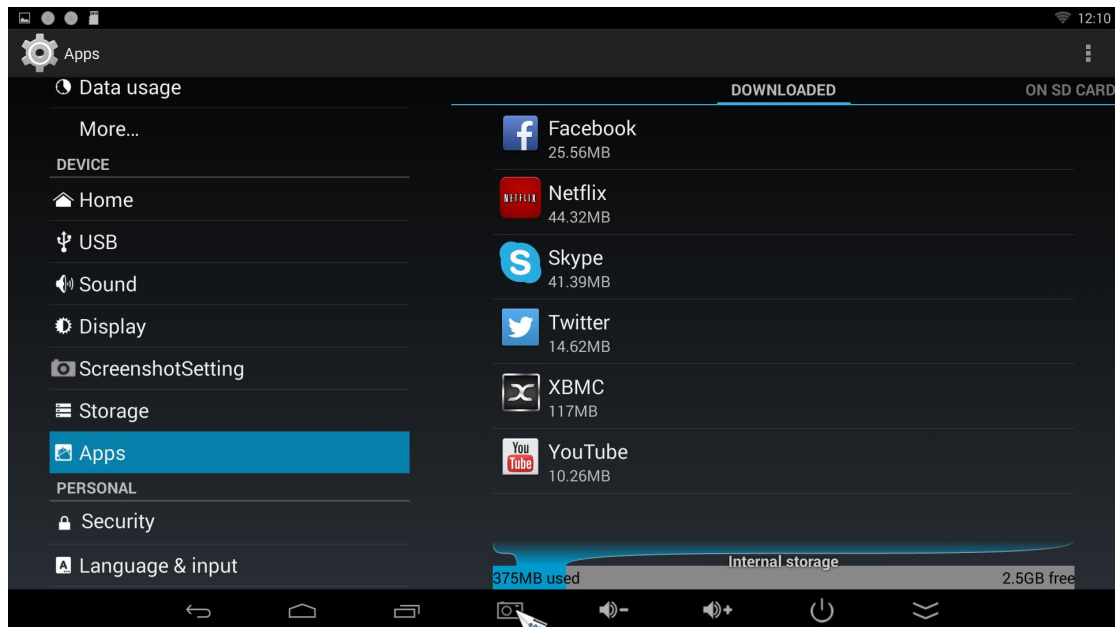 12:10
Apps
Data usage
More...
DEVICE
Home
USB
Sound
Display
ScreenshotSetting
Storage
Apps
PERSONAL
Security
A Language & input
DOWNLOADED
ON SD CARD
f Facebook
25.56MB
NETFLIX Netflix
44.32MB
S Skype
41.39MB
Twitter
14.62MB
XBMC
117MB
You
Tube
YouTube
10.26MB
Internal storage
375MB used
2.5GB free